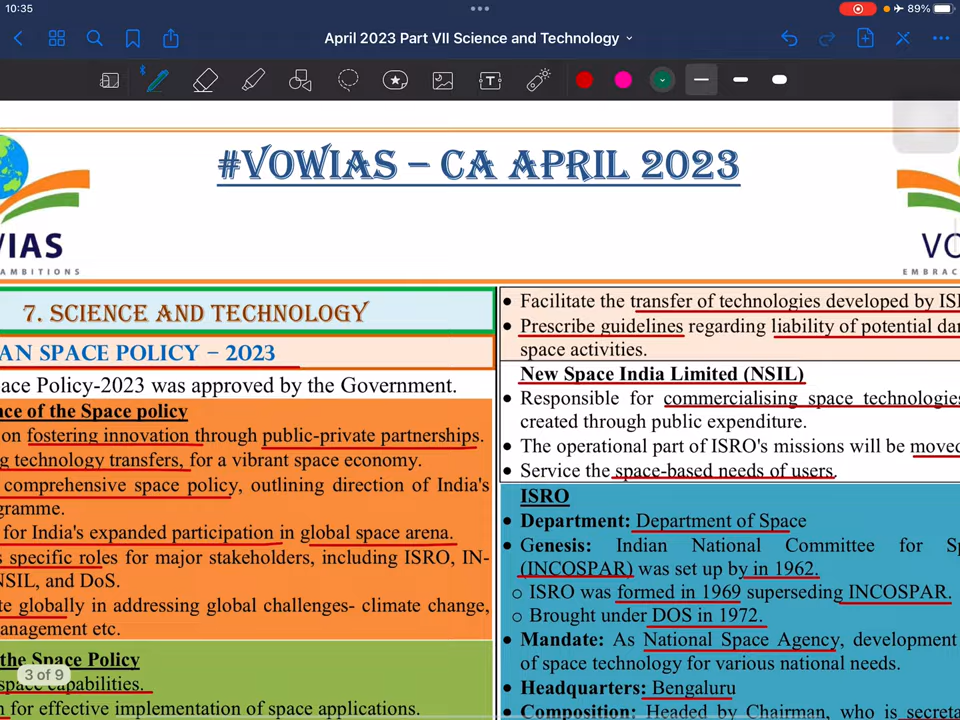 10:35
89%
April 2023 Part VII Science and Technology
T
#VOWIAS – CA APRIL 2023
VIAS
AMBITIONS
VO
EMBRAC
7. SCIENCE AND TECHNOLOGY
AN SPACE POLICY – 2023
ace Policy-2023 was approved by the Government.
nce of the Space policy
on fostering innovation through public-private partnerships.
g technology transfers, for a vibrant space economy.
comprehensive space policy, outlining direction of India's
gramme.
for India's expanded participation in global space arena.
s specific roles for major stakeholders, including ISRO, IN-
NSIL, and DoS.
te globally in addressing global challenges- climate change,
anagement etc.
the Space Policy
space capabilities.
n for effective implementation of space applications.
3 of 9
• Facilitate the transfer of technologies developed by ISR
• Prescribe guidelines regarding liability of potential dam
space activities.
New Space India Limited (NSIL)
• Responsible for commercialising space technologies
created through public expenditure.
• The operational part of ISRO's missions will be moved
• Service the space-based needs of users.
ISRO
• Department: Department of Space
• Genesis: Indian National Committee for Sp
(INCOSPAR) was set up by in 1962.
o ISRO was formed in 1969 superseding INCOSPAR.
o Brought under DOS in 1972.
• Mandate: As National Space Agency, development
of space technology for various national needs.
• Headquarters: Bengaluru
• Composition: Headed by Chairman, who is secreta